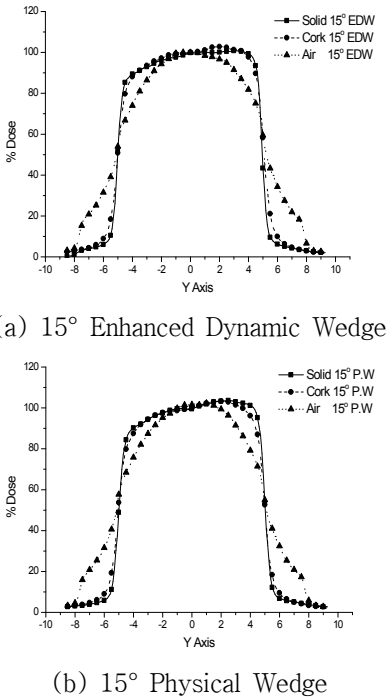 120
100
80
60
40
20
0
% Dose
Solid 15° EDW
Cork 15° EDW
Air 15° EDW
-10 -8 -6 -4 -2 0 2 4 6 8 10
Y Axis
a) 15° Enhanced Dynamic Wedge
120
100
80
60
40
20
0
% Dose
Solid 15° P.W
Cork 15° P.W
Air 15° P.W
-10 -8 -6 -4 -2 0 2 4 6 8 10
Y Axis
(b) 15° Physical Wedge